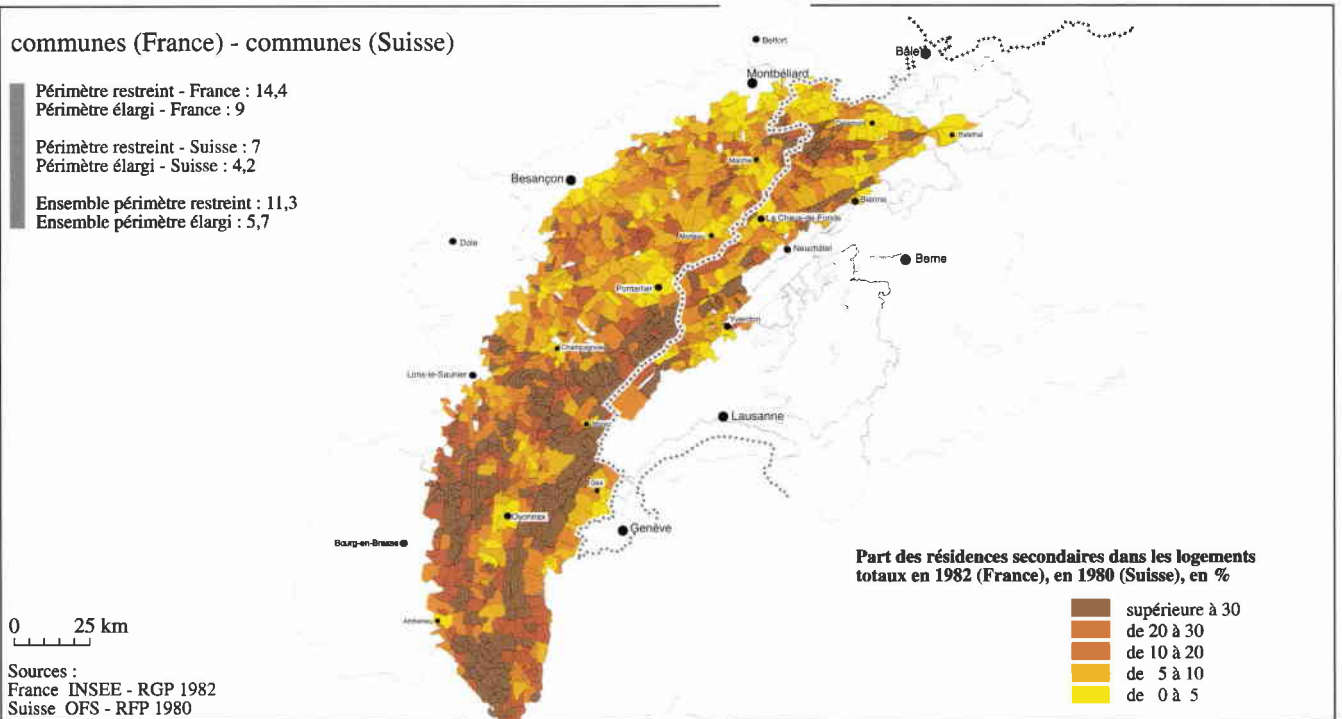 communes (France) - communes (Suisse)
Périmètre restreint - France : 14,4
Périmètre élargi - France : 9
Périmètre restreint - Suisse : 7
Périmètre élargi - Suisse : 4,2
Ensemble périmètre restreint : 11,3
Ensemble périmètre élargi : 5,7
Belfort
Bâle
Montbéliard
Delémont
Balsthal
Maîche
Besançon
Bienne
La Chaux-de-Fonds
Morteau
Dole
Neuchâtel
Berne
Pontarlier
Yverdon
Champagnole
Lons-le-Saunier
Lausanne
Gex
Oyonnax
Genève
Bourg-en-Bresse
Ambérieu
Part des résidences secondaires dans les logements
totaux en 1982 (France), en 1980 (Suisse), en %
supérieure à 30
de 20 à 30
de 10 à 20
de 5 à 10
de 0 à 5
0 25 km
Sources :
France INSEE - RGP 1982
Suisse OFS - RFP 1980